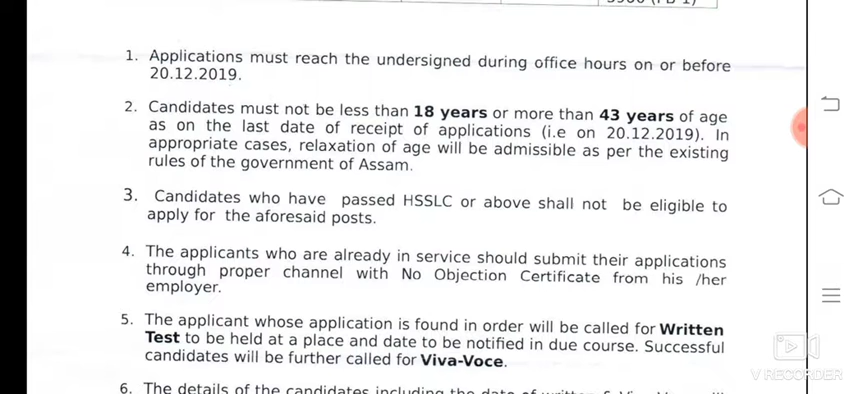 1. Applications must reach the undersigned during office hours on or before
20.12.2019.
2. Candidates must not be less than 18 years or more than 43 years of age
as on the last date of receipt of applications (i.e on 20.12.2019). In
appropriate cases, relaxation of age will be admissible as per the existing
rules of the government of Assam.
3. Candidates who have passed HSSLC or above shall not be eligible to
apply for the aforesaid posts.
4. The applicants who are already in service should submit their applications
through proper channel with No Objection Certificate from his /her
employer.
5. The applicant whose application is found in order will be called for Written
Test to be held at a place and date to be notified in due course. Successful
candidates will be further called for Viva-Voce.
6. The details of the candidates including the date of written
V RECORDER